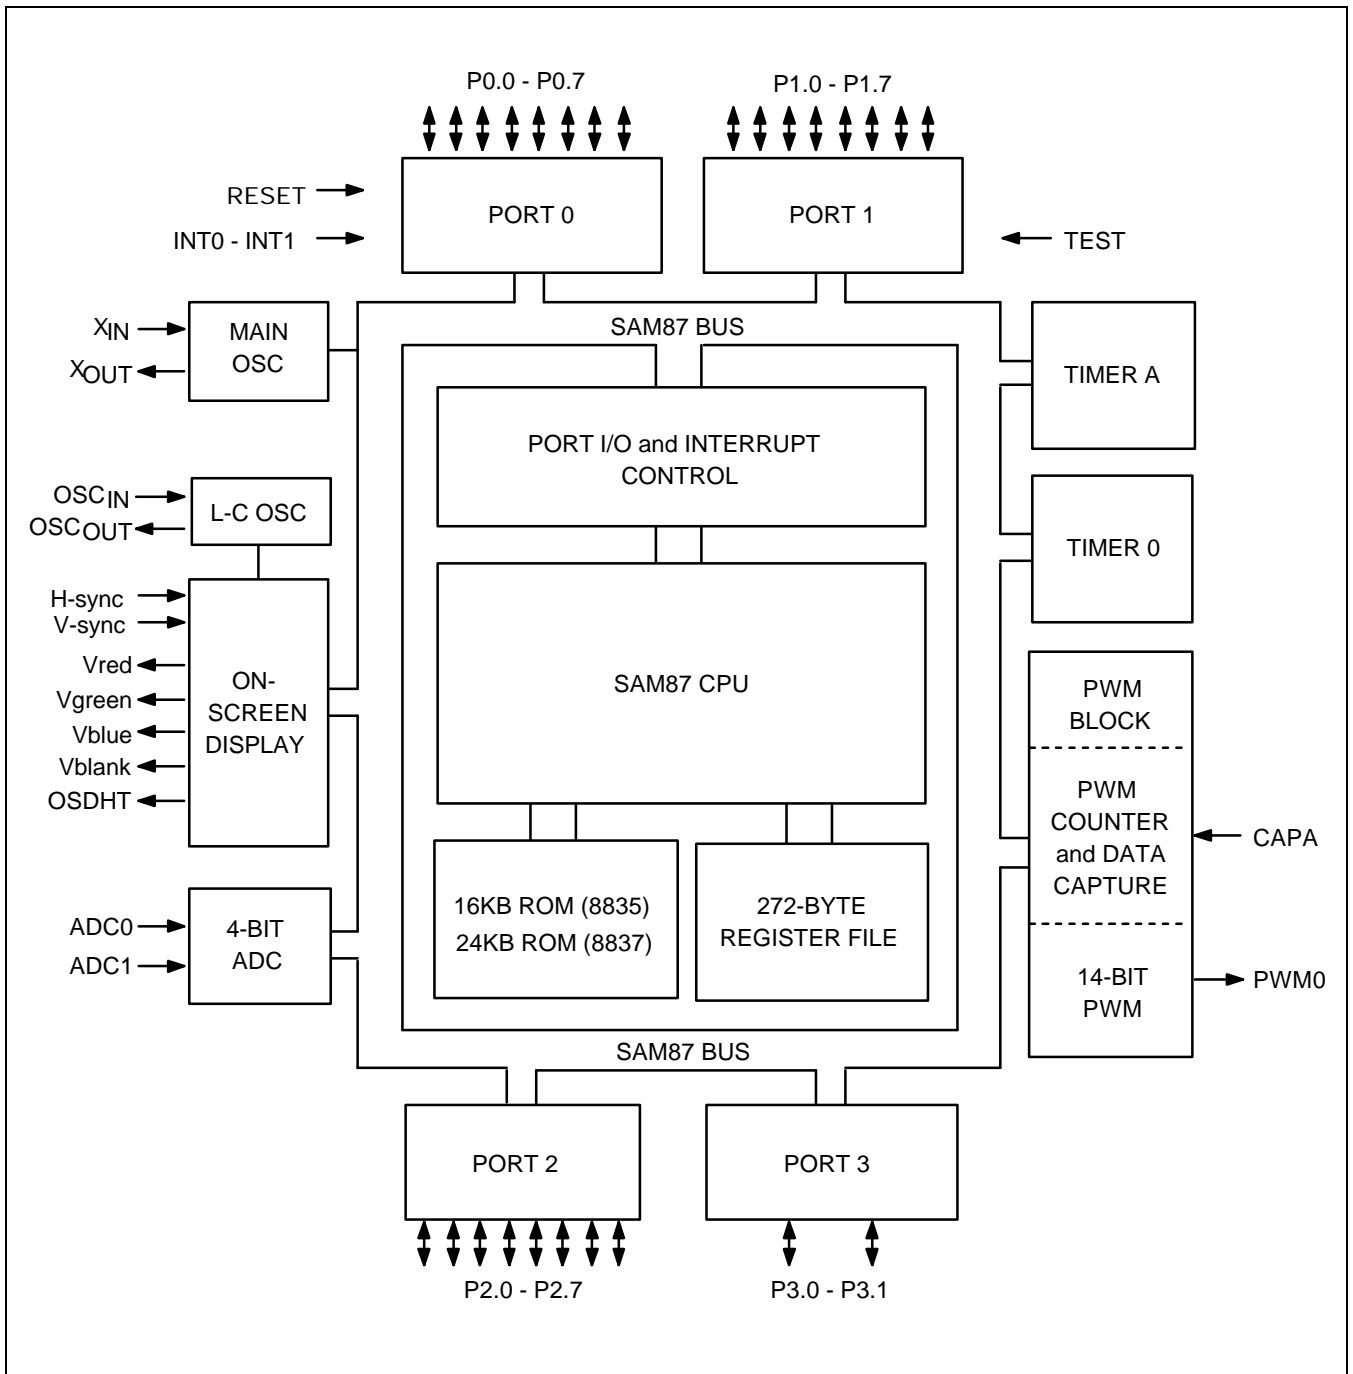 P0.0 - P0.7
P1.0 - P1.7
RESET
INT0 - INT1
PORT 0
PORT 1
TEST
XIN
XOUT
MAIN
OSC
SAM87 BUS
TIMER A
PORT I/O and INTERRUPT
CONTROL
OSCIN
OSCOUT
L-C OSC
TIMER 0
H-sync
V-sync
Vred
Vgreen
Vblue
Vblank
OSDHT
ON-
SCREEN
DISPLAY
SAM87 CPU
PWM
BLOCK
PWM
COUNTER
and DATA
CAPTURE
CAPA
14-BIT
PWM
PWM0
ADC0
ADC1
4-BIT
ADC
16KB ROM (8835)
24KB ROM (8837)
272-BYTE
REGISTER FILE
SAM87 BUS
PORT 2
PORT 3
P2.0 - P2.7
P3.0 - P3.1